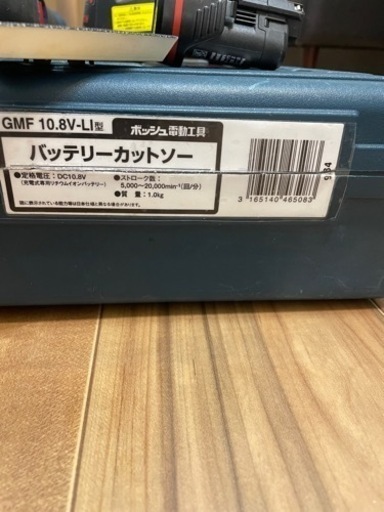 GMF 10.8V-LI型
ボッシュ電動工具
バッテリーカットソー
●定格電圧：DC10.8V
(充電式専用リチウムイオンバッテリー)
●ストローク数：
5,000~20,000min⁻¹(回/分)
●質　量：1.0kg
3 165140 465083
934